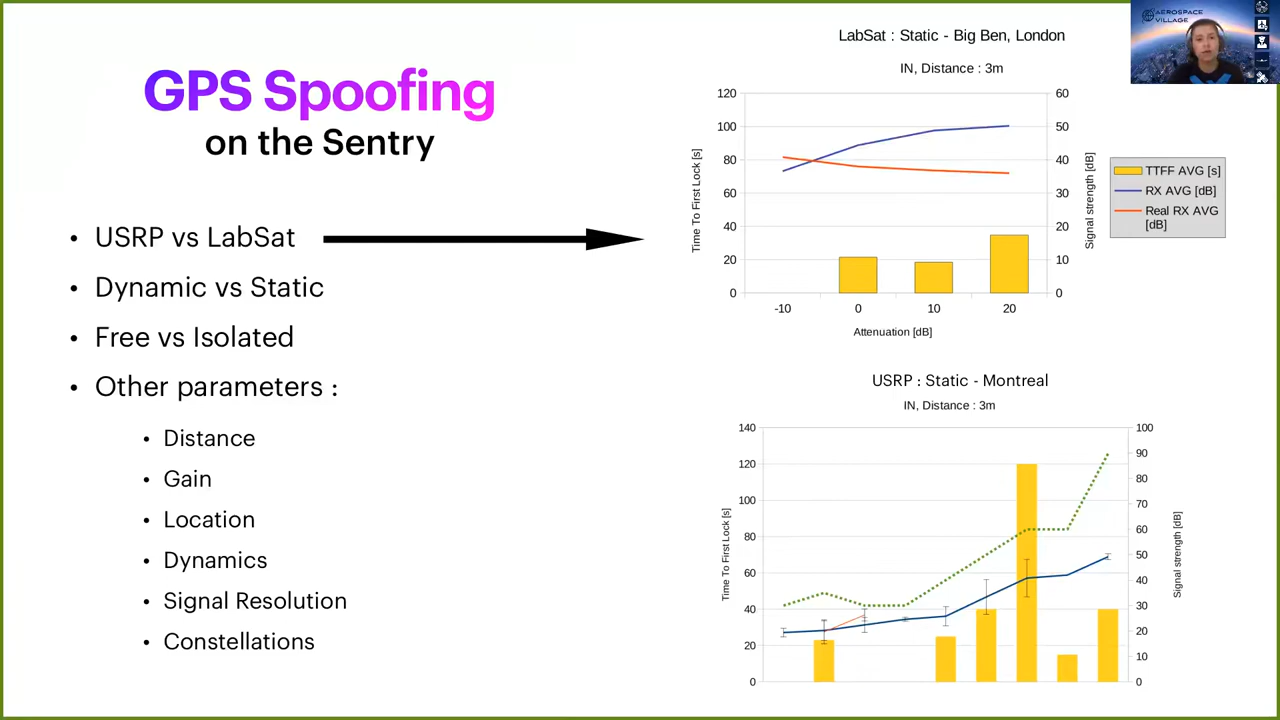 GPS Spoofing
on the Sentry
• USRP vs LabSat
• Dynamic vs Static
• Free vs Isolated
• Other parameters :
• Distance
• Gain
• Location
• Dynamics
• Signal Resolution
• Constellations
LabSat : Static - Big Ben, London
IN, Distance : 3m
Time To First Lock [s]
120
100
80
60
40
20
0
60
50
40
30
20
10
0
Signal strength [dB]
-10 0 10 20
Attenuation [dB]
TTFF AVG [s]
RX AVG [dB]
Real RX AVG
[dB]
USRP : Static - Montreal
IN, Distance : 3m
Time To First Lock [s]
140
120
100
80
60
40
20
0
100
90
80
70
60
50
40
30
20
10
0
Signal strength [dB]
AEROSPACE
VILLAGE